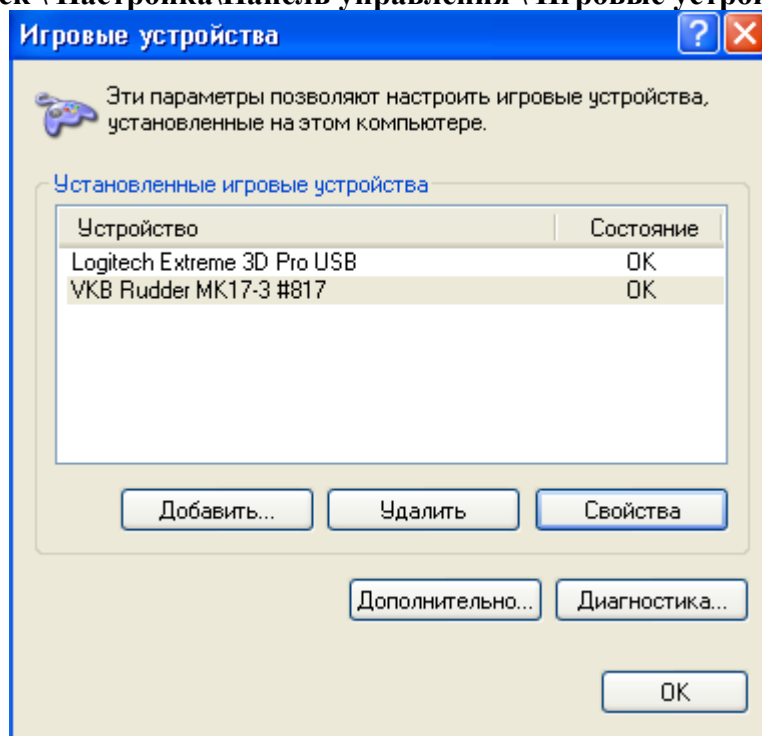 \Настройка\Панель управления \ Игровые
Игровые устройства
Эти параметры позволяют настроить игровые устройства,
установленные на этом компьютере.
Установленные игровые устройства
Устройство Состояние
Logitech Extreme 3D Pro USB OK
VKB Rudder MK17-3 #817 OK
Добавить... Удалить Свойства
Дополнительно... Диагностика...
OK